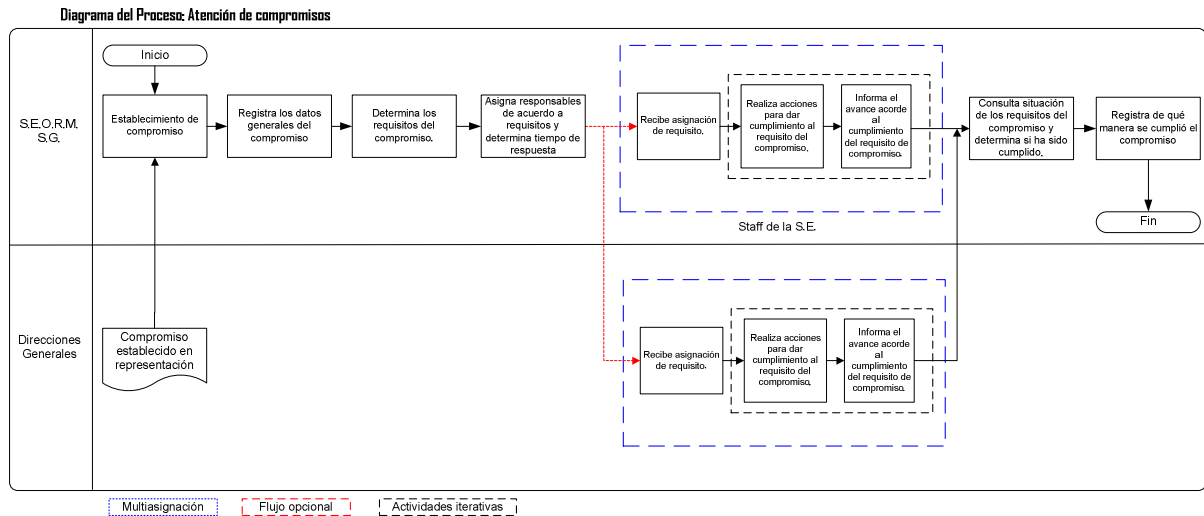 Diagrama del Proceso: Atención de compromisos
S.E.O.R.M.
S.G.
Inicio
Establecimiento de
compromiso
Registra los datos
generales del
compromiso
Determina los
requisitos del
compromiso.
Asigna responsables
de acuerdo a
requisitos y
determina tiempo de
respuesta
Recibe asignación
de requisito.
Realiza acciones
para dar
cumplimiento al
requisito del
compromiso.
Informa el
avance acorde
al
cumplimiento
del requisito de
compromiso.
Staff de la S.E.
Consulta situación
de los requisitos del
compromiso y
determina si ha sido
cumplido.
Registra de qué
manera se cumplió el
compromiso
Fin
Direcciones
Generales
Compromiso
establecido en
representación
Recibe asignación
de requisito.
Realiza acciones
para dar
cumplimiento al
requisito del
compromiso.
Informa el
avance acorde
al
cumplimiento
del requisito de
compromiso.
Multiasignación
Flujo opcional
Actividades iterativas